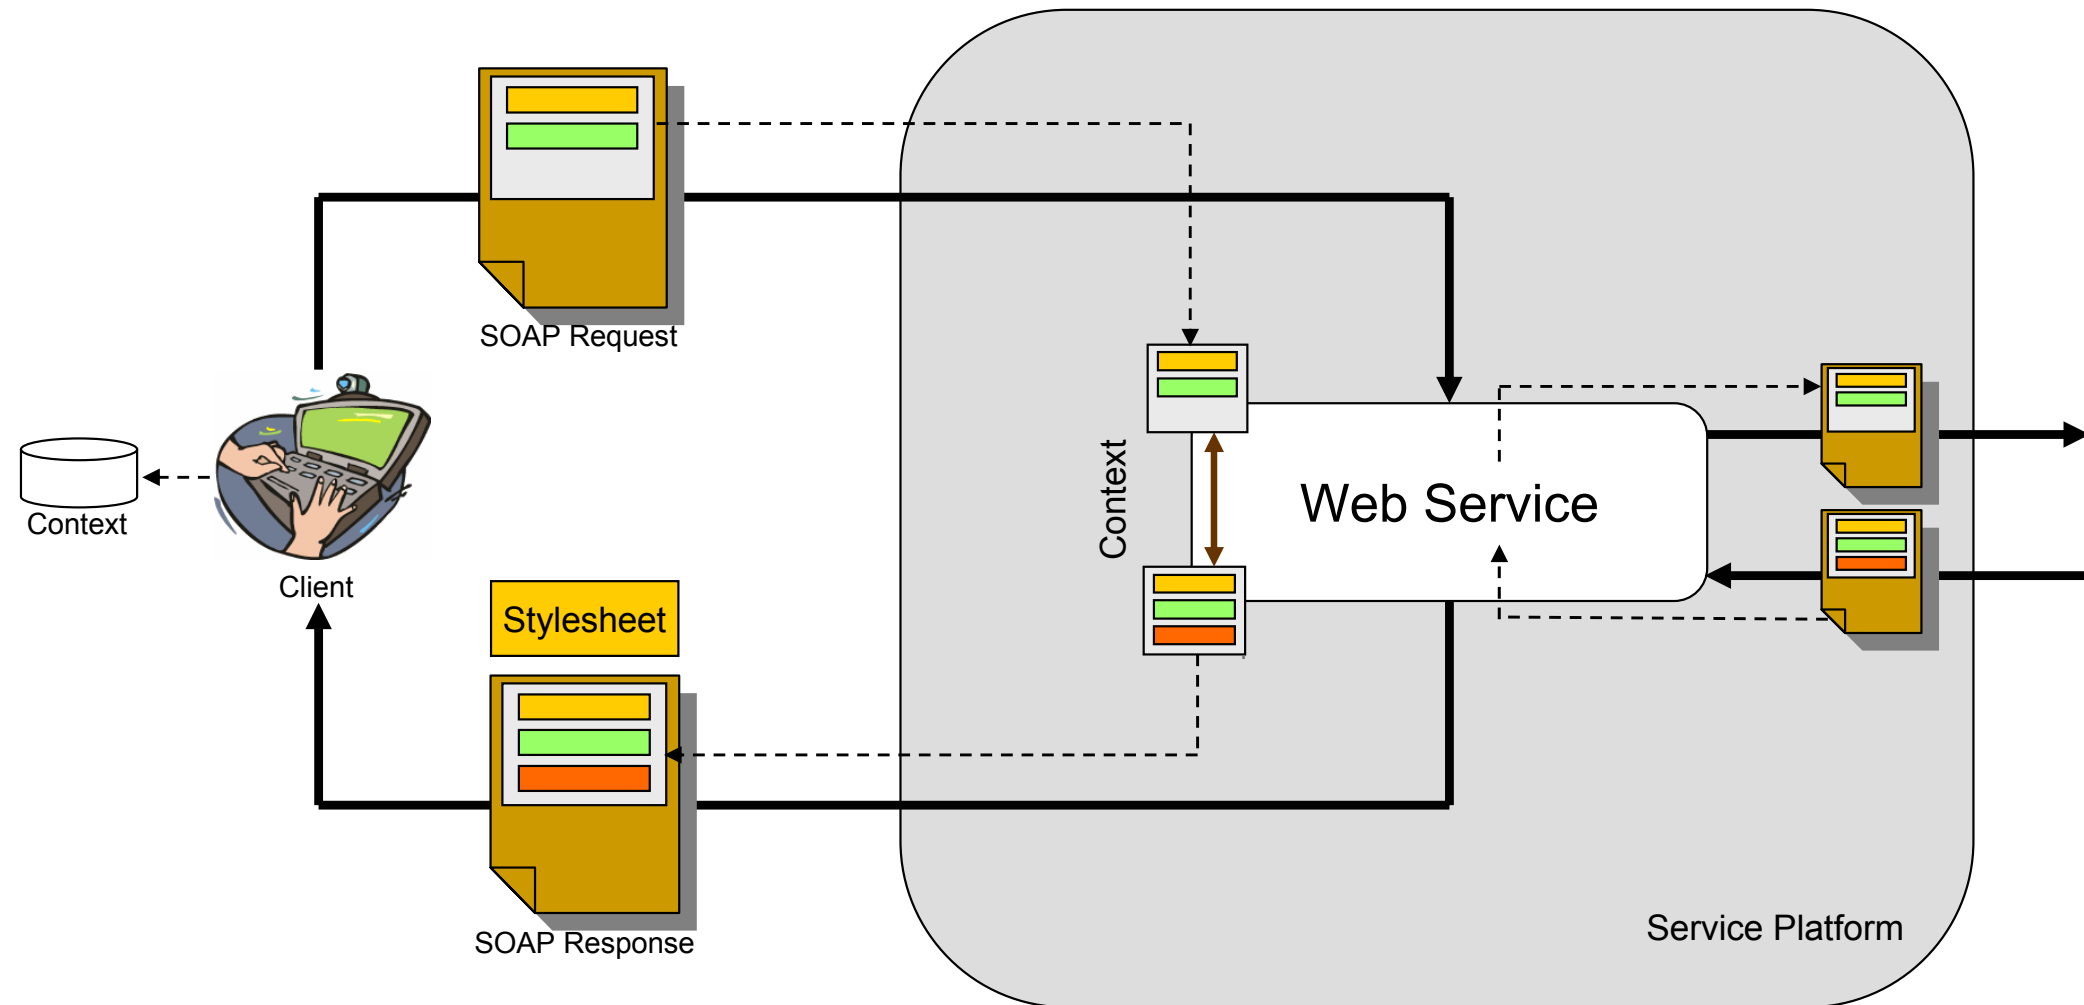 SOAP Request
Context
Context
Web Service
Client
Stylesheet
SOAP Response
Service Platform